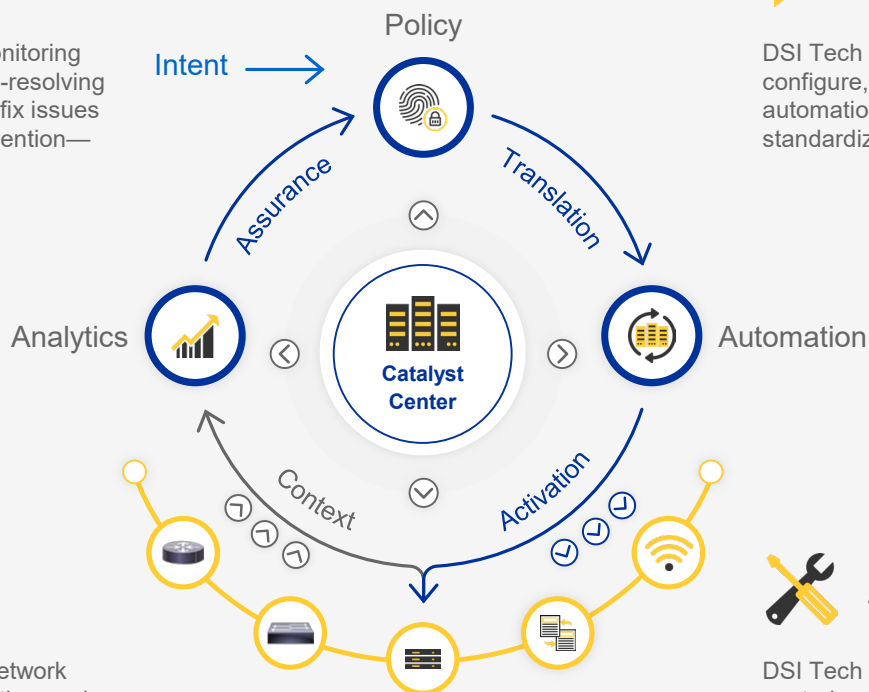 Policy
Intent
onitoring
-resolving
fix issues
vention—
DSI Tech
configure,
automatio
standardiz
Assurance
Translation
Analytics
Catalyst
Center
Automation
Context
Activation
etwork
DSI Tech